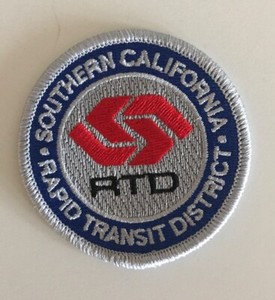 · SOUTHERN CALIFORNIA ·
RAPID TRANSIT DISTRICT
RTD